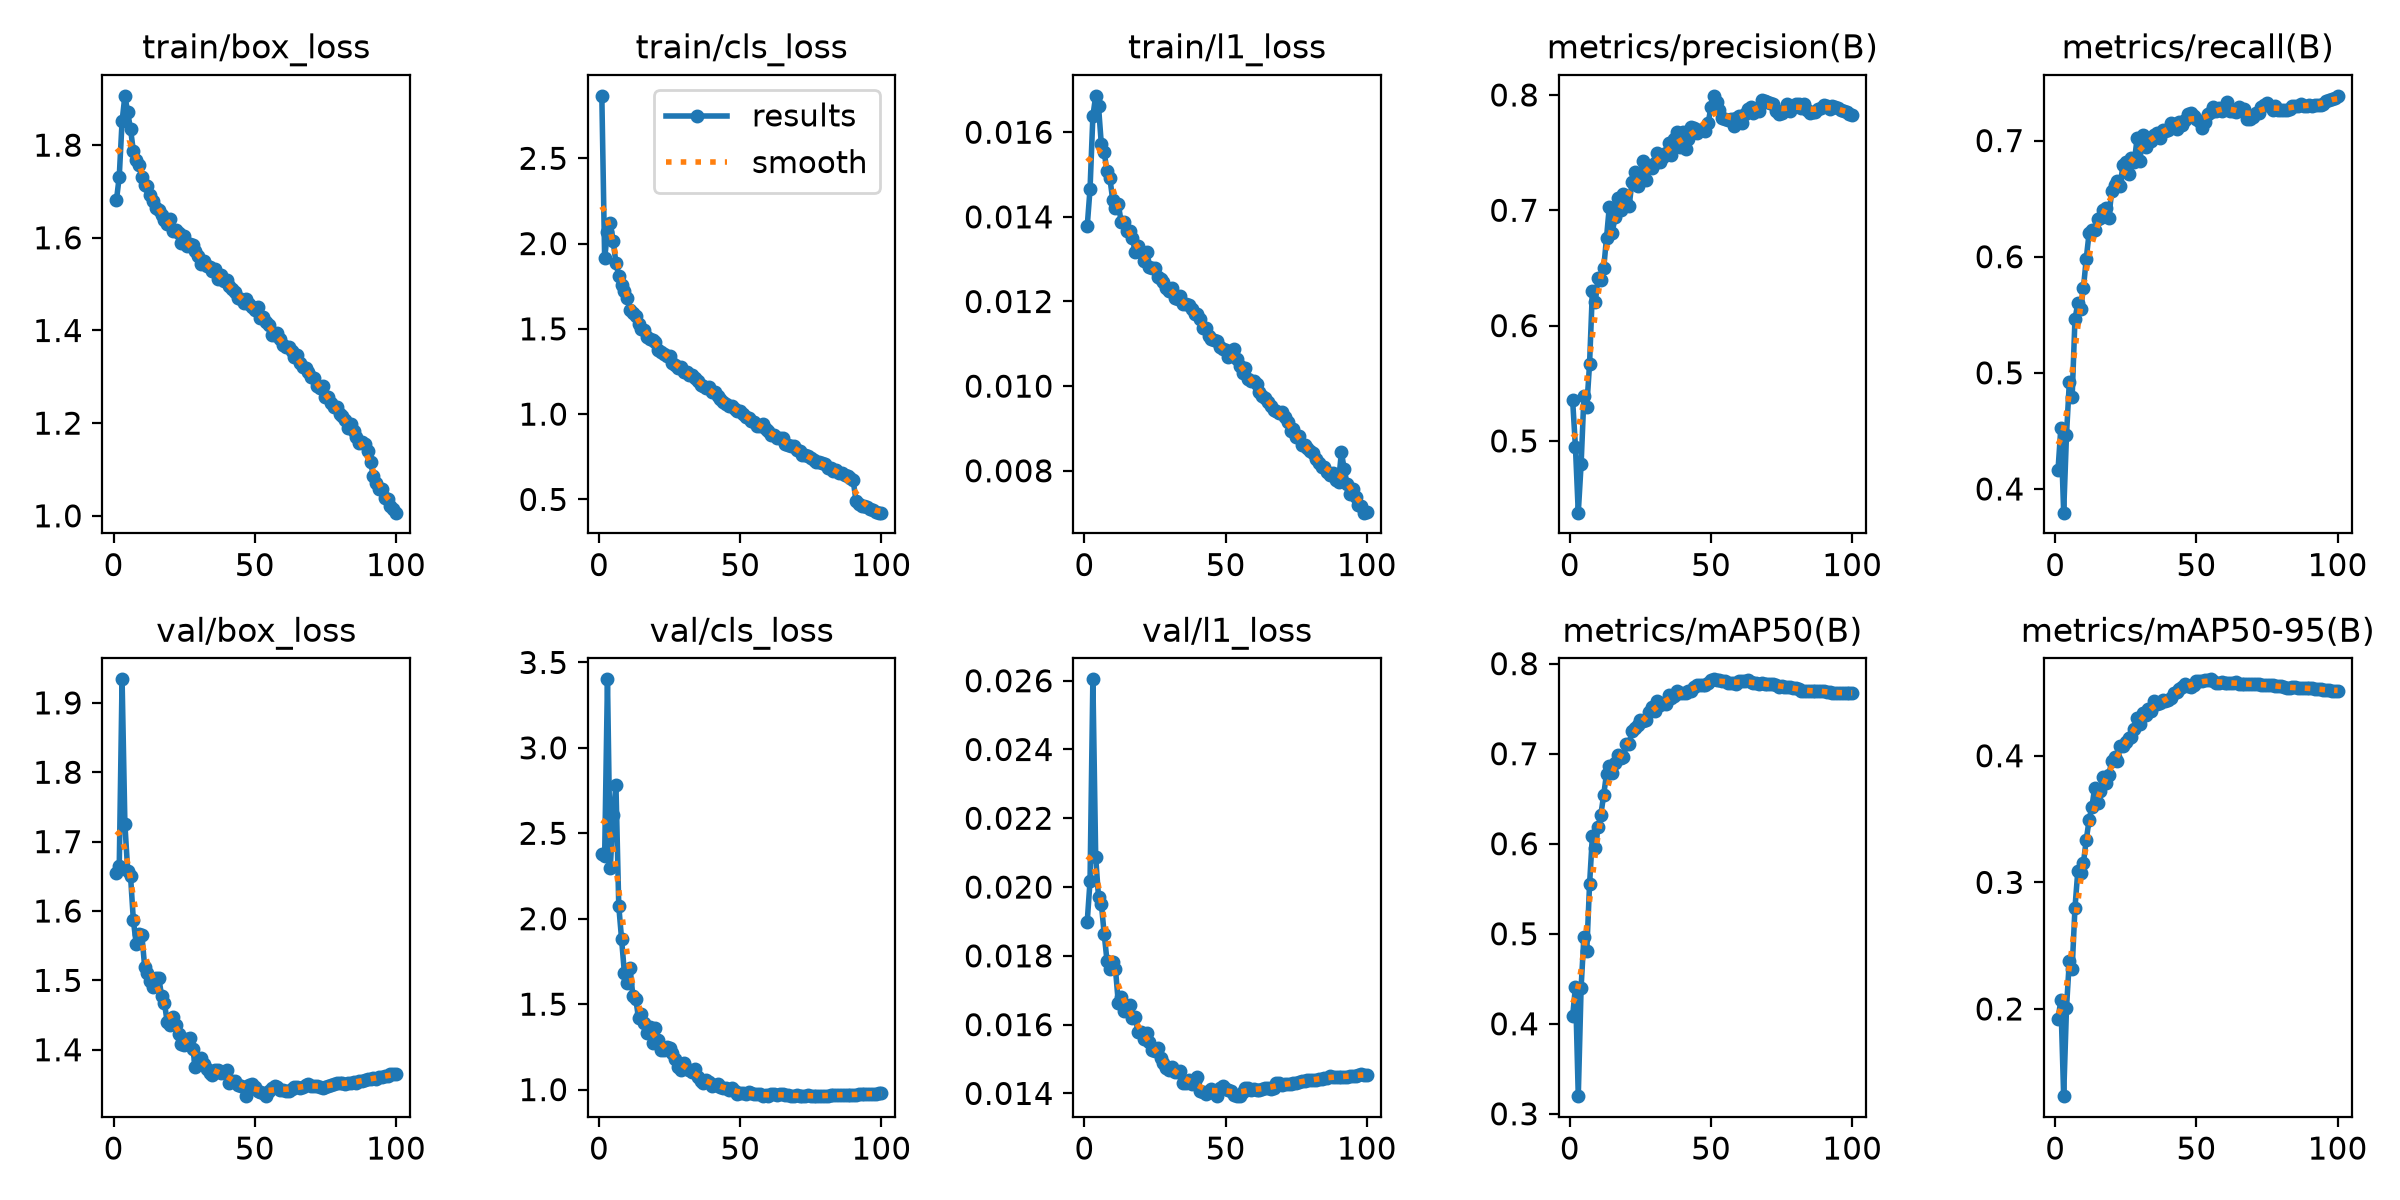 train/box_loss
1.8
1.6
1.4
1.2
1.0
0 50 100
train/cls_loss
results
smooth
2.5
2.0
1.5
1.0
0.5
0 50 100
train/l1_loss
0.016
0.014
0.012
0.010
0.008
0 50 100
metrics/precision(B)
0.8
0.7
0.6
0.5
0 50 100
metrics/recall(B)
0.7
0.6
0.5
0.4
0 50 100
val/box_loss
1.9
1.8
1.7
1.6
1.5
1.4
0 50 100
val/cls_loss
3.5
3.0
2.5
2.0
1.5
1.0
0 50 100
val/l1_loss
0.026
0.024
0.022
0.020
0.018
0.016
0.014
0 50 100
metrics/mAP50(B)
0.8
0.7
0.6
0.5
0.4
0.3
0 50 100
metrics/mAP50-95(B)
0.4
0.3
0.2
0 50 100